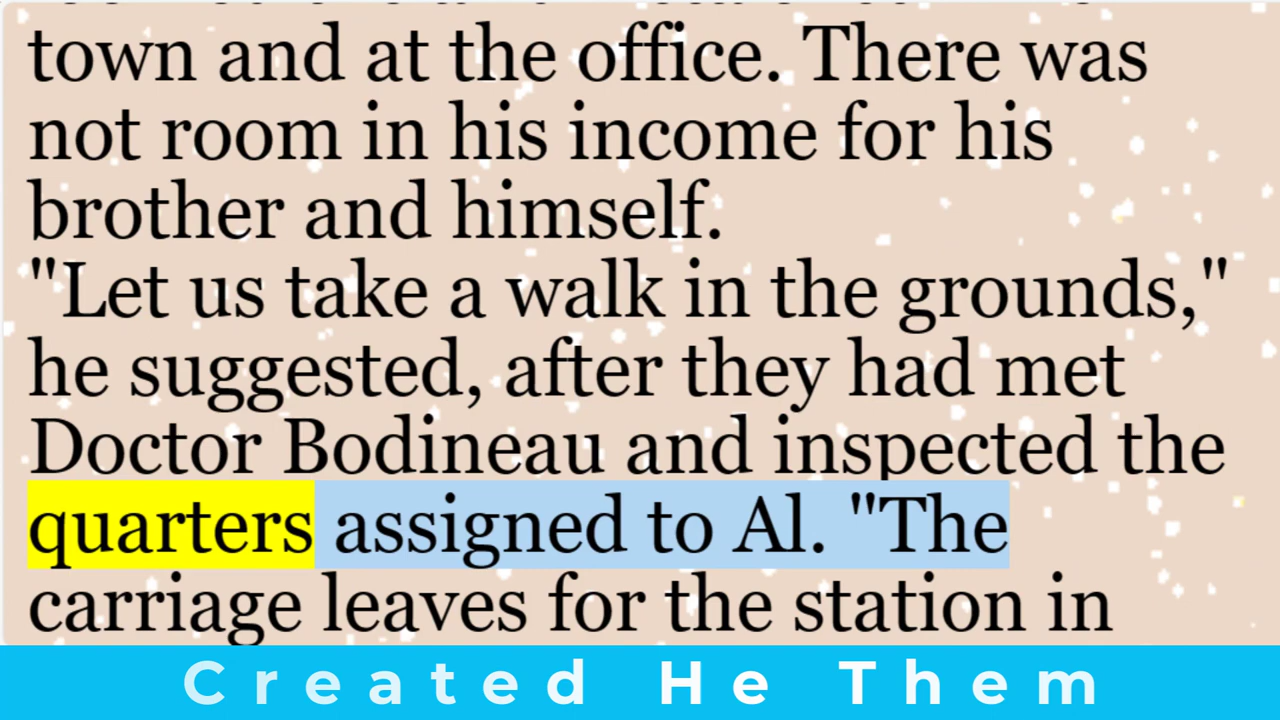 town and at the office. There was
not room in his income for his
brother and himself.
"Let us take a walk in the grounds,"
he suggested, after they had met
Doctor Bodineau and inspected the
quarters assigned to Al. "The
carriage leaves for the station in
Created He Them